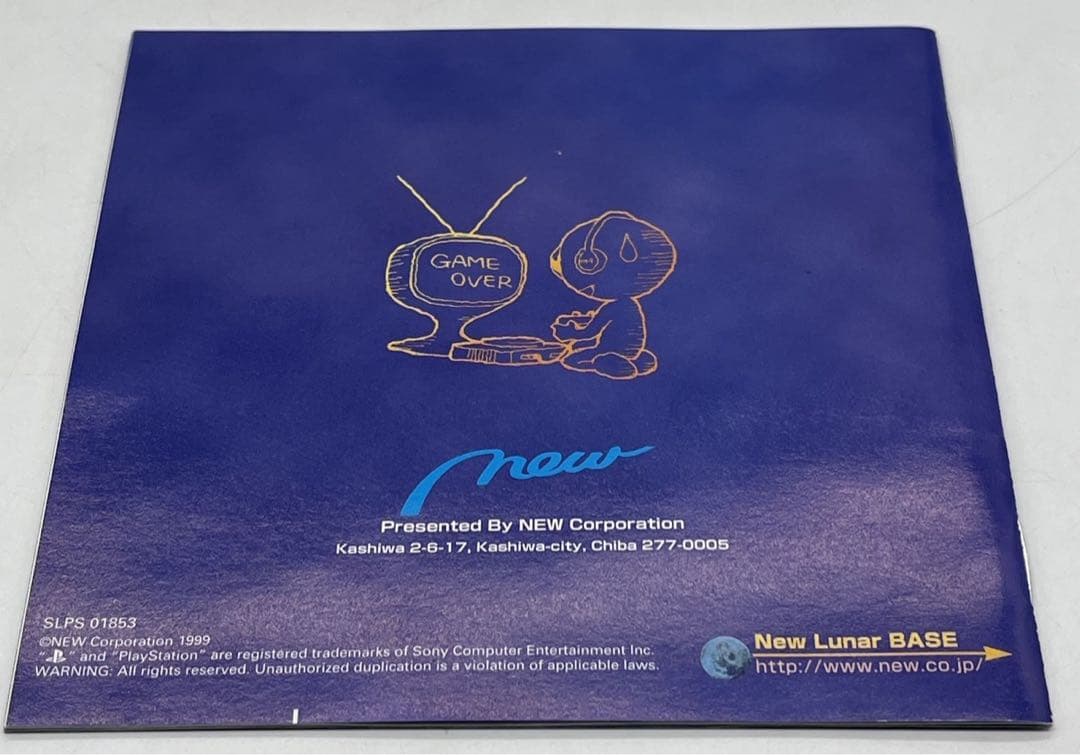 GAME
OVER
new
Presented By NEW Corporation
Kashiwa 2-6-17, Kashiwa-city, Chiba 277-0005
SLPS 01853
©NEW Corporation 1999
" " and "PlayStation" are registered trademarks of Sony Computer Entertainment Inc.
WARNING: All rights reserved. Unauthorized duplication is a violation of applicable laws.
New Lunar BASE
http://www.new.co.jp/